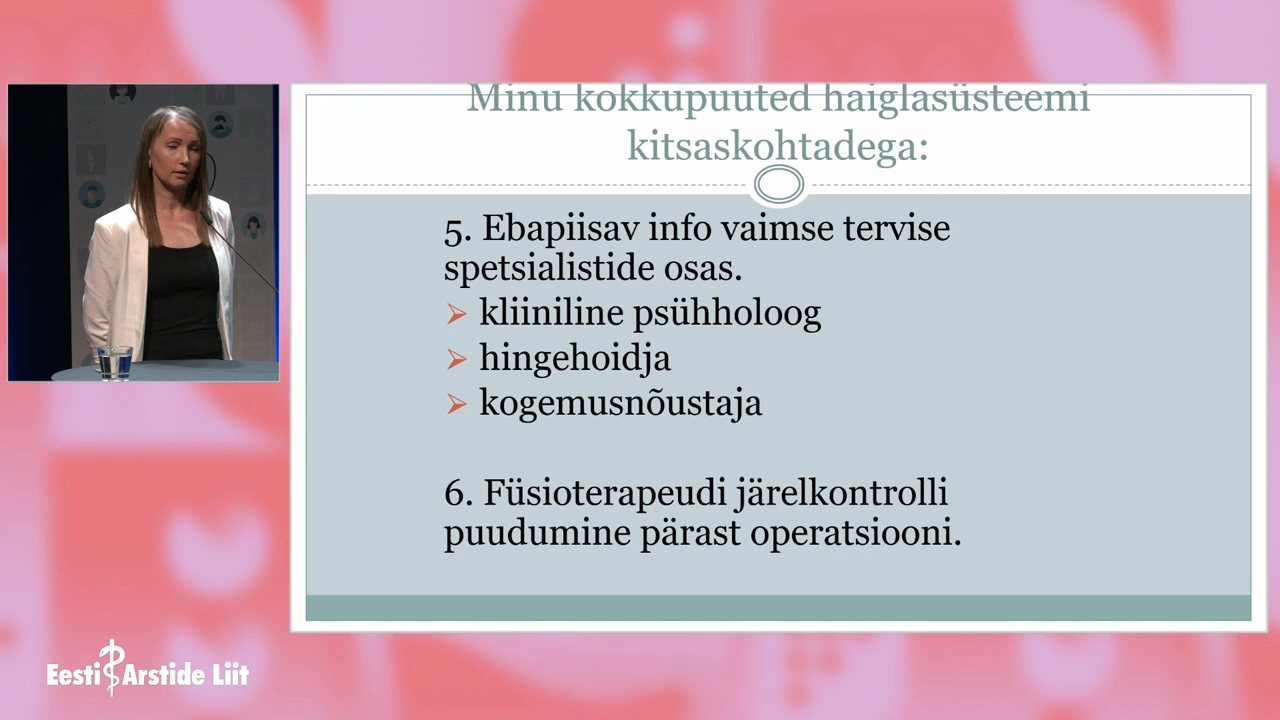 Minu kokkupuuted haiglasüsteemi
kitsaskohtadega:
5. Ebapiisav info vaimse tervise
spetsialistide osas.
kliiniline psühholoog
hingehoidja
kogemusnõustaja
6. Füsioterapeudi järelkontrolli
puudumine pärast operatsiooni.
Eesti Arstide Liit